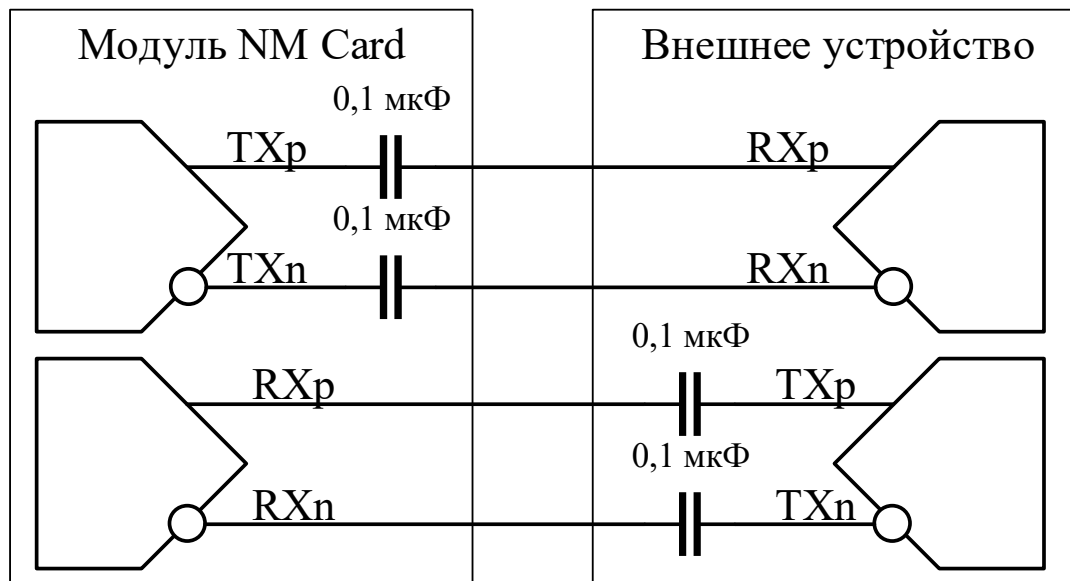 Модуль NM Card
Внешнее устройство
0,1 мкФ
TXp
RXp
0,1 мкФ
TXn
RXn
0,1 мкФ
RXp
TXp
0,1 мкФ
RXn
TXn